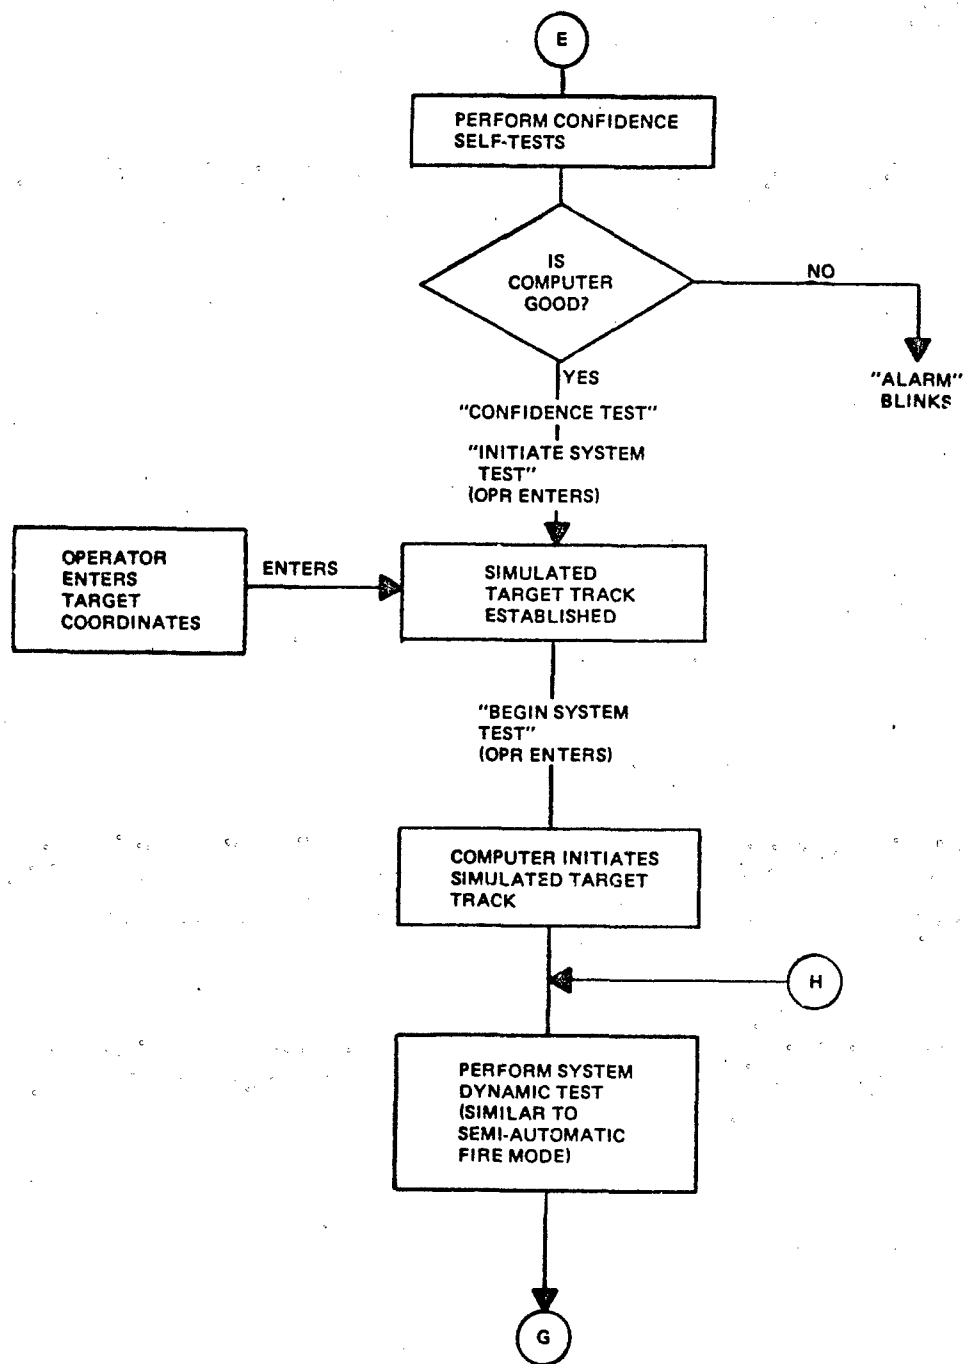 E
PERFORM CONFIDENCE
SELF-TESTS
IS
COMPUTER
GOOD?
NO
"ALARM"
BLINKS
YES
"CONFIDENCE TEST"
"INITIATE SYSTEM
TEST"
(OPR ENTERS)
OPERATOR
ENTERS
TARGET
COORDINATES
ENTERS
SIMULATED
TARGET TRACK
ESTABLISHED
"BEGIN SYSTEM
TEST"
(OPR ENTERS)
COMPUTER INITIATES
SIMULATED TARGET
TRACK
H
PERFORM SYSTEM
DYNAMIC TEST
(SIMILAR TO
SEMI-AUTOMATIC
FIRE MODE)
G